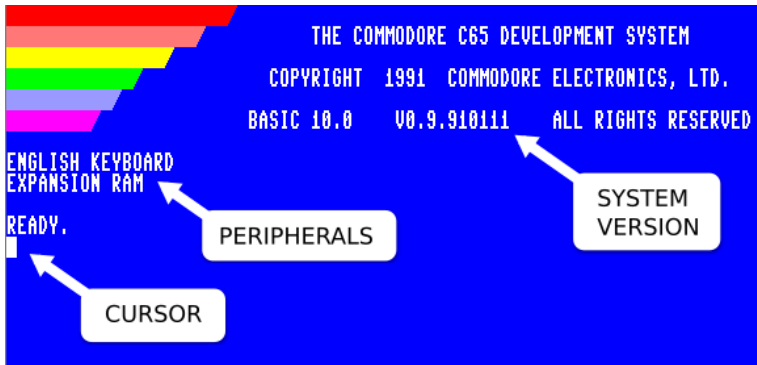 THE COMMODORE C65 DEVELOPMENT SYSTEM
COPYRIGHT 1991 COMMODORE ELECTRONICS, LTD.
BASIC 10.0 V0.9.910111 ALL RIGHTS RESERVED
ENGLISH KEYBOARD
EXPANSION RAM
READY.
SYSTEM
VERSION
PERIPHERALS
CURSOR